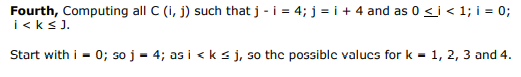 Fourth, Computing all C (i, j) such that j - i = 4; j = i + 4 and as 0 ≤ i < 1; i = 0;
i < k ≤ J.
Start with i = 0; so j = 4; as i < k ≤ j, so the possible values for k = 1, 2, 3 and 4.